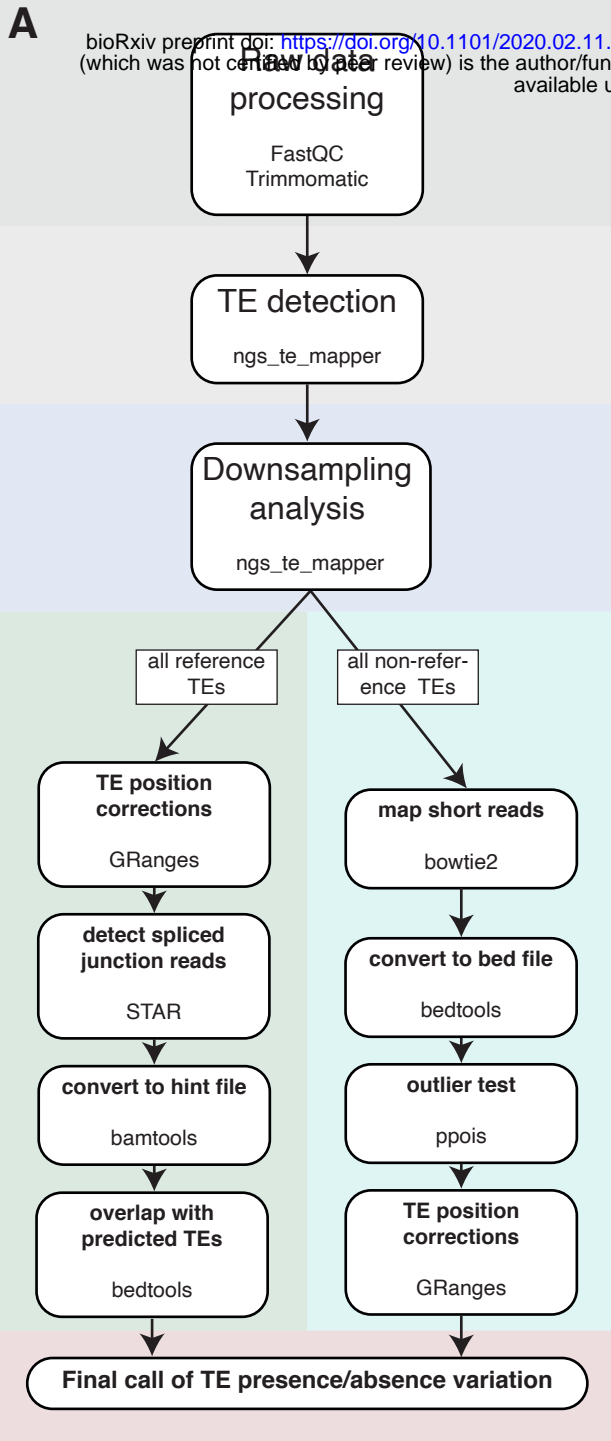 A
bioRxiv preprint doi: https://doi.org/10.1101/2020.02.11.
(which was not certified by peer review) is the author/fun
available u
Raw data
processing
FastQC
Trimmomatic
TE detection
ngs_te_mapper
Downsampling
analysis
ngs_te_mapper
all reference
TEs
all non-refer-
ence TEs
TE position
corrections
GRanges
detect spliced
junction reads
STAR
convert to hint file
bamtools
overlap with
predicted TEs
bedtools
map short reads
bowtie2
convert to bed file
bedtools
outlier test
ppois
TE position
corrections
GRanges
Final call of TE presence/absence variation